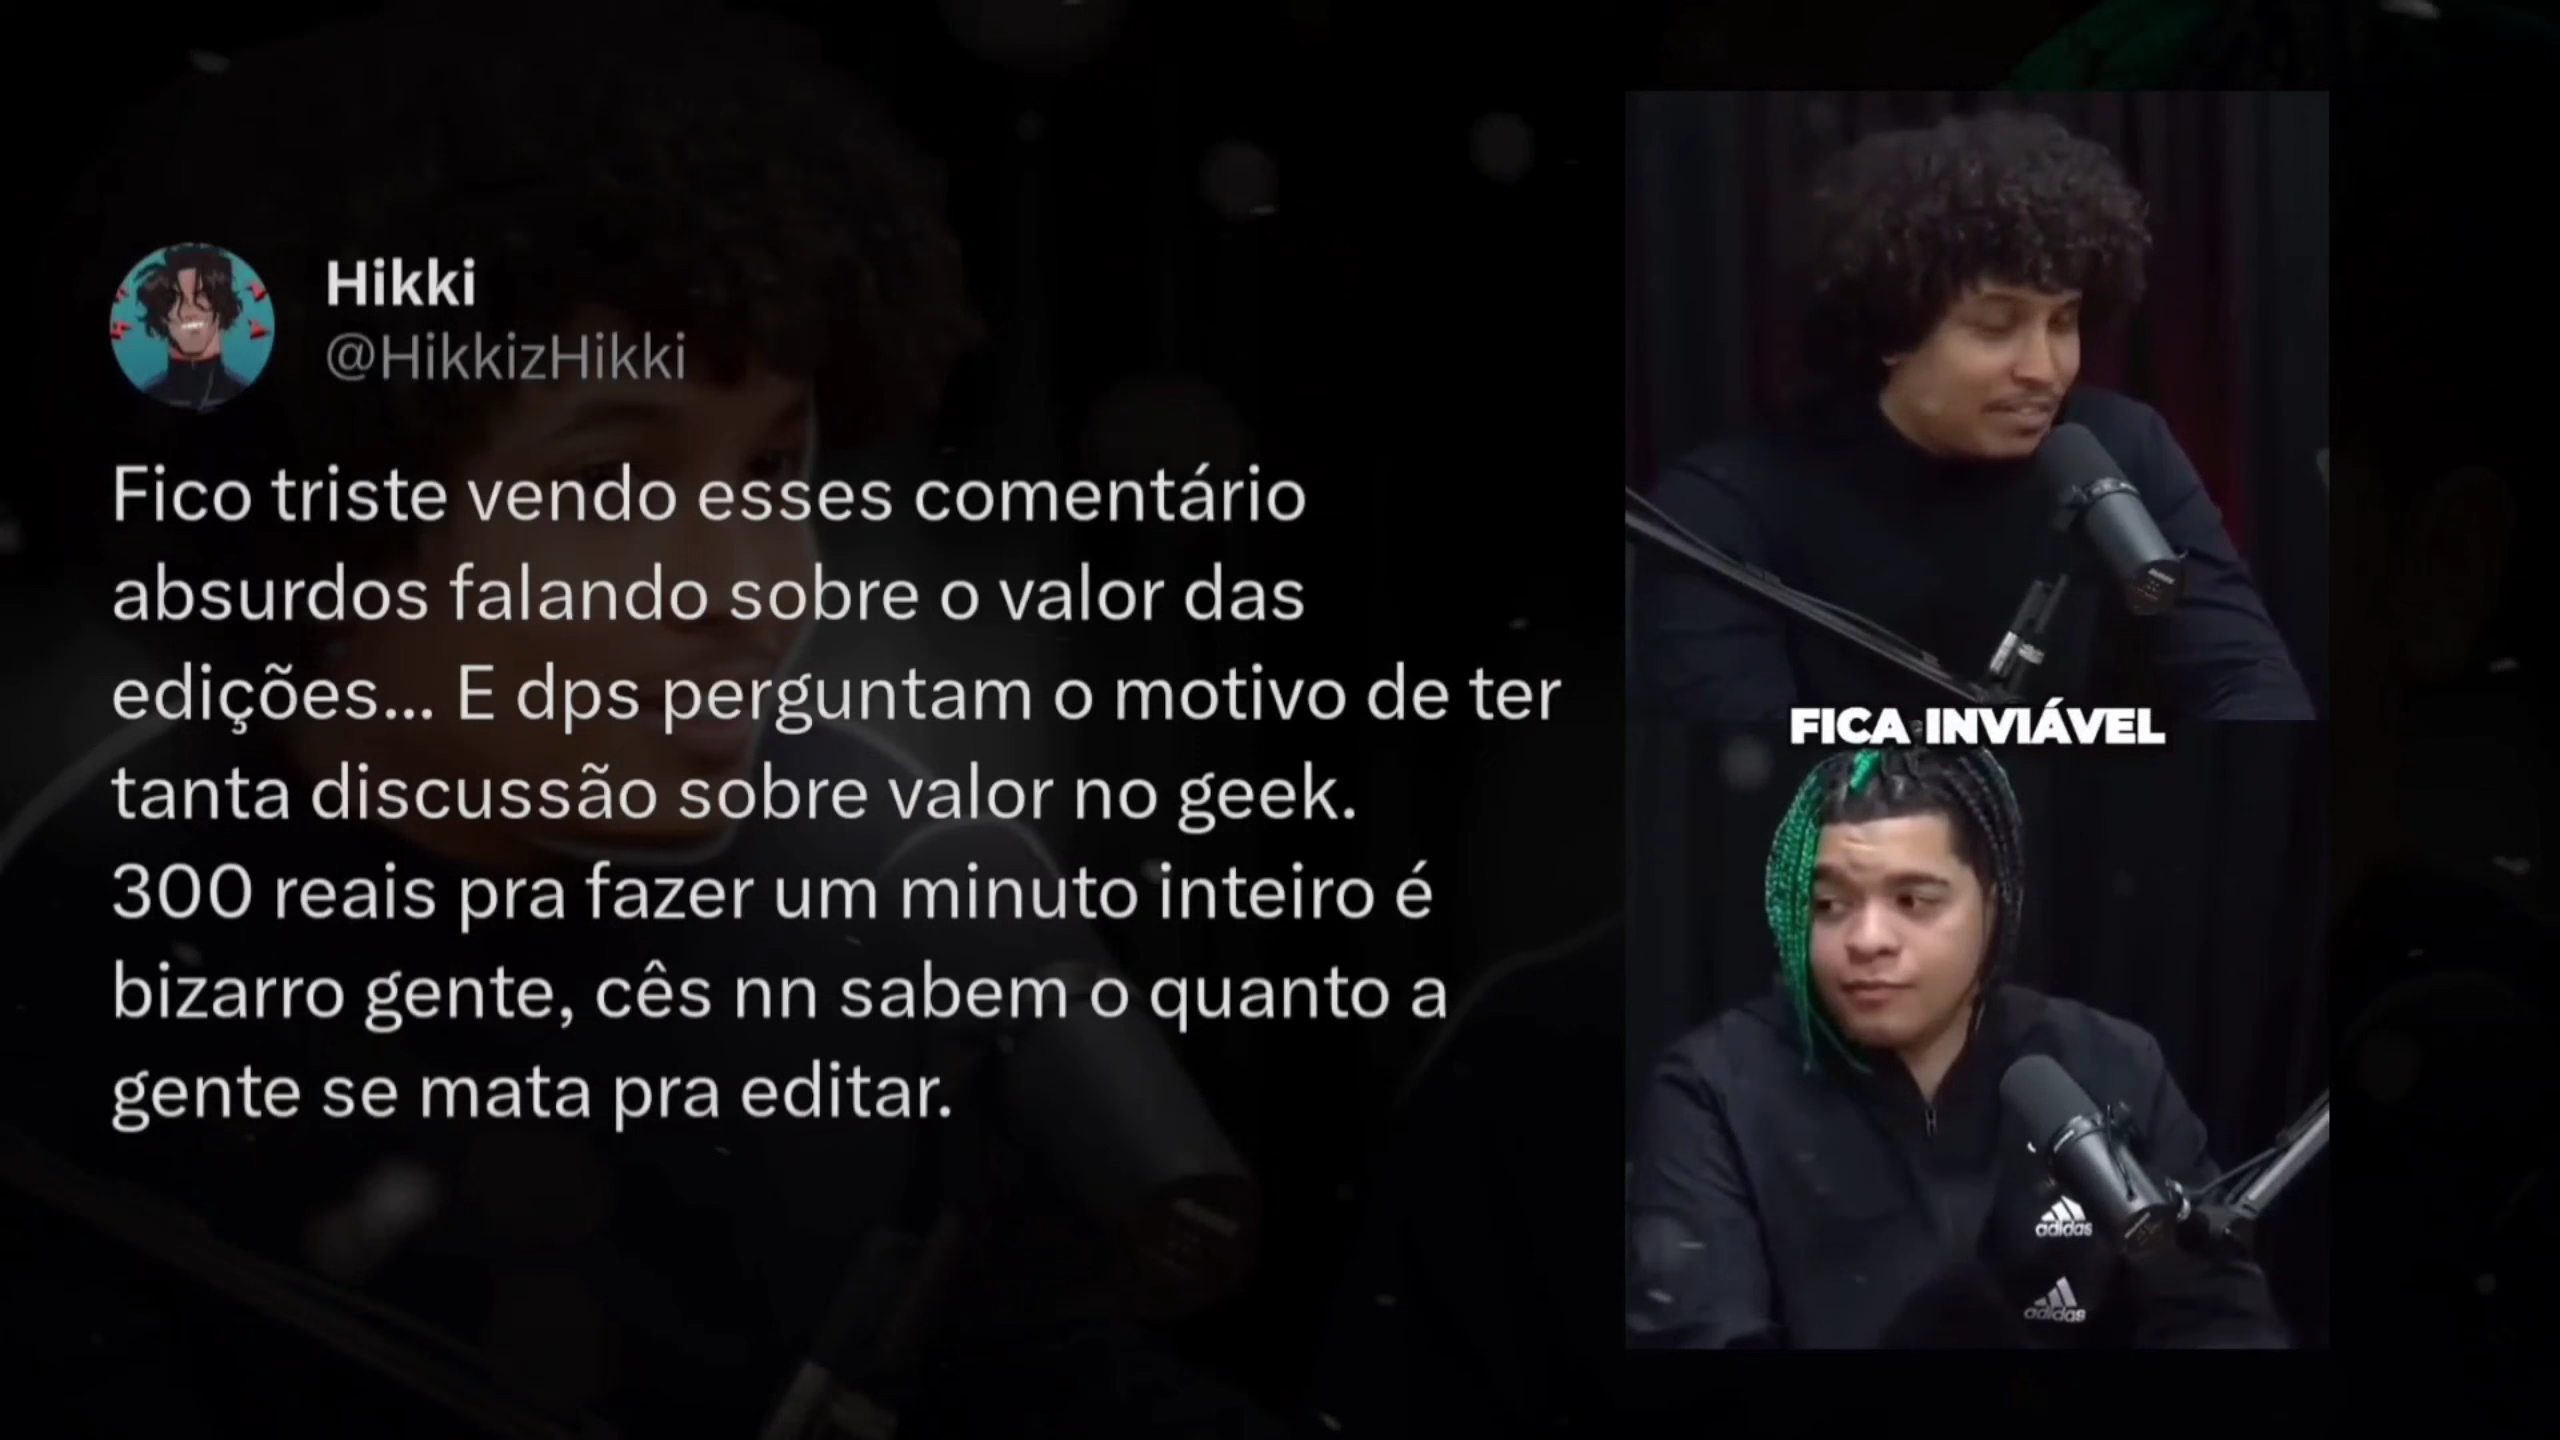 Hikki
@HikkizHikki
Fico triste vendo esses comentário
absurdos falando sobre o valor das
edições... E dps perguntam o motivo de ter
tanta discussão sobre valor no geek.
300 reais pra fazer um minuto inteiro é
bizarro gente, cês nn sabem o quanto a
gente se mata pra editar.
FICA INVIÁVEL
adidas
adidas